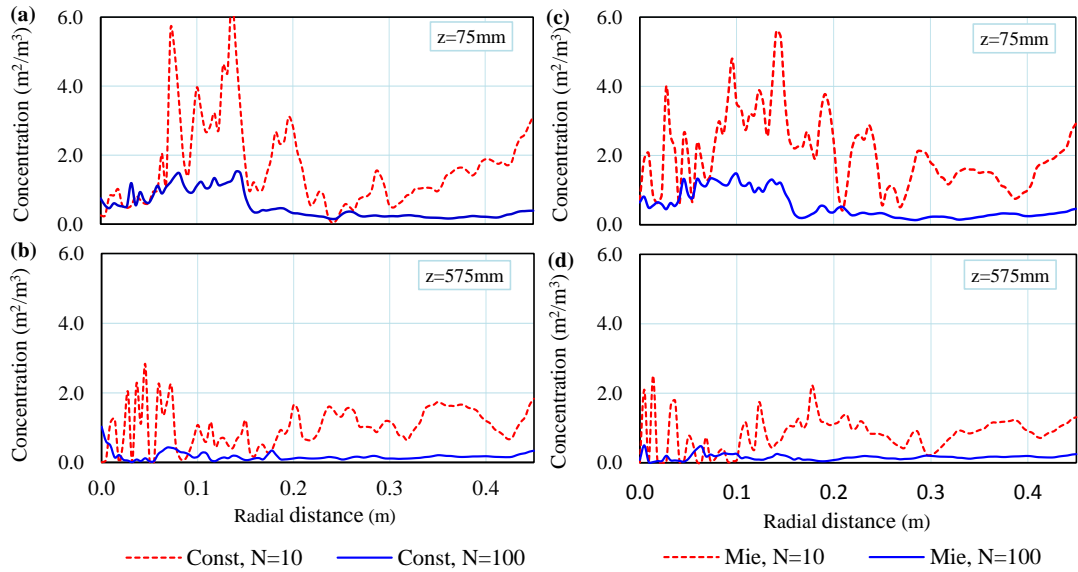 (a)
6.0
4.0
2.0
0.0
Concentration (m²/m³)
z=75mm
(b)
6.0
4.0
2.0
0.0
Concentration (m²/m³)
z=575mm
0.0 0.1 0.2 0.3 0.4
Radial distance (m)
Const, N=10 Const, N=100
(c)
6.0
4.0
2.0
0.0
Concentration (m²/m³)
z=75mm
(d)
6.0
4.0
2.0
0.0
Concentration (m²/m³)
z=575mm
0.0 0.1 0.2 0.3 0.4
Radial distance (m)
Mie, N=10 Mie, N=100